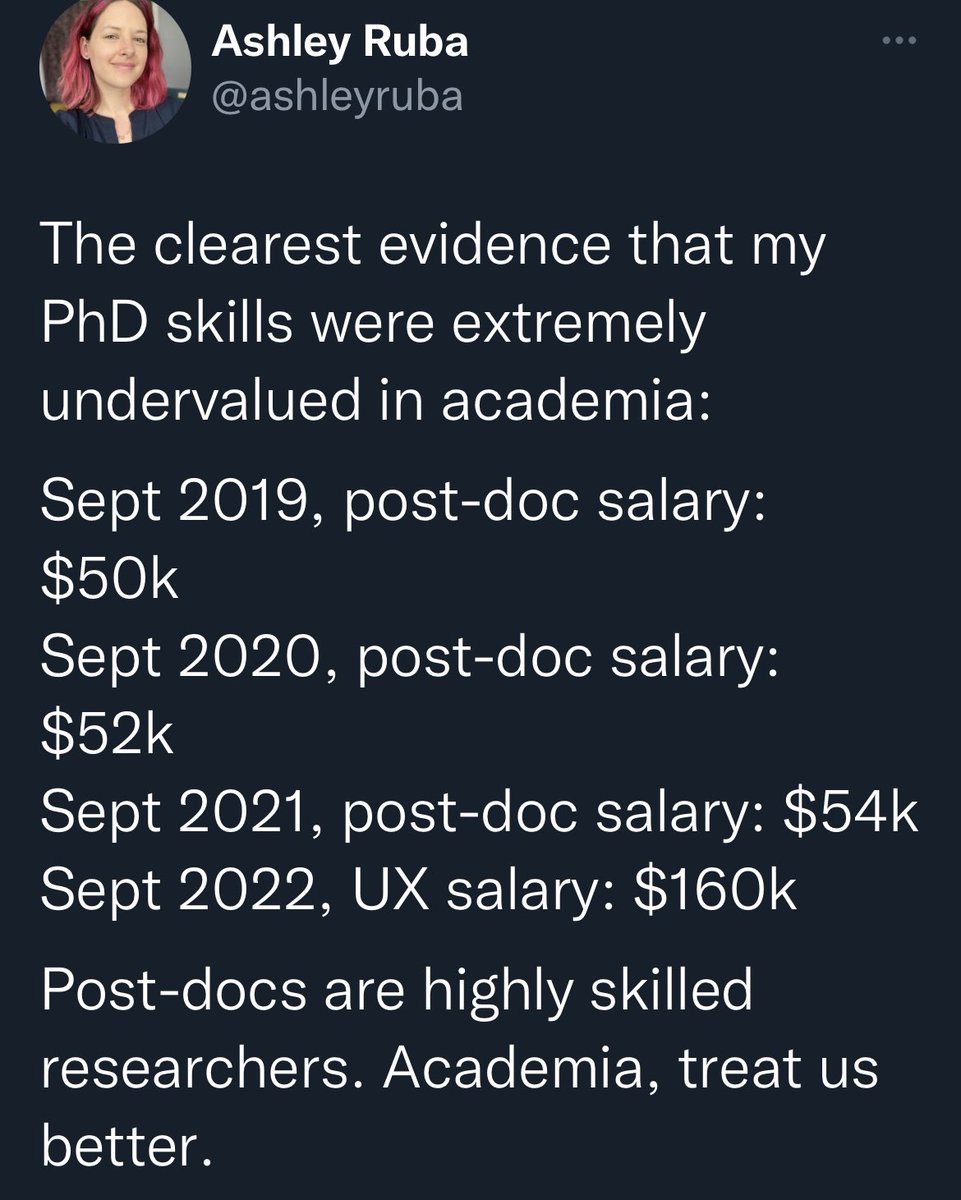 Ashley Ruba
@ashleyruba
The clearest evidence that my
PhD skills were extremely
undervalued in academia:
Sept 2019, post-doc salary:
$50k
Sept 2020, post-doc salary:
$52k
Sept 2021, post-doc salary: $54k
Sept 2022, UX salary: $160k
Post-docs are highly skilled
researchers. Academia, treat us
better.